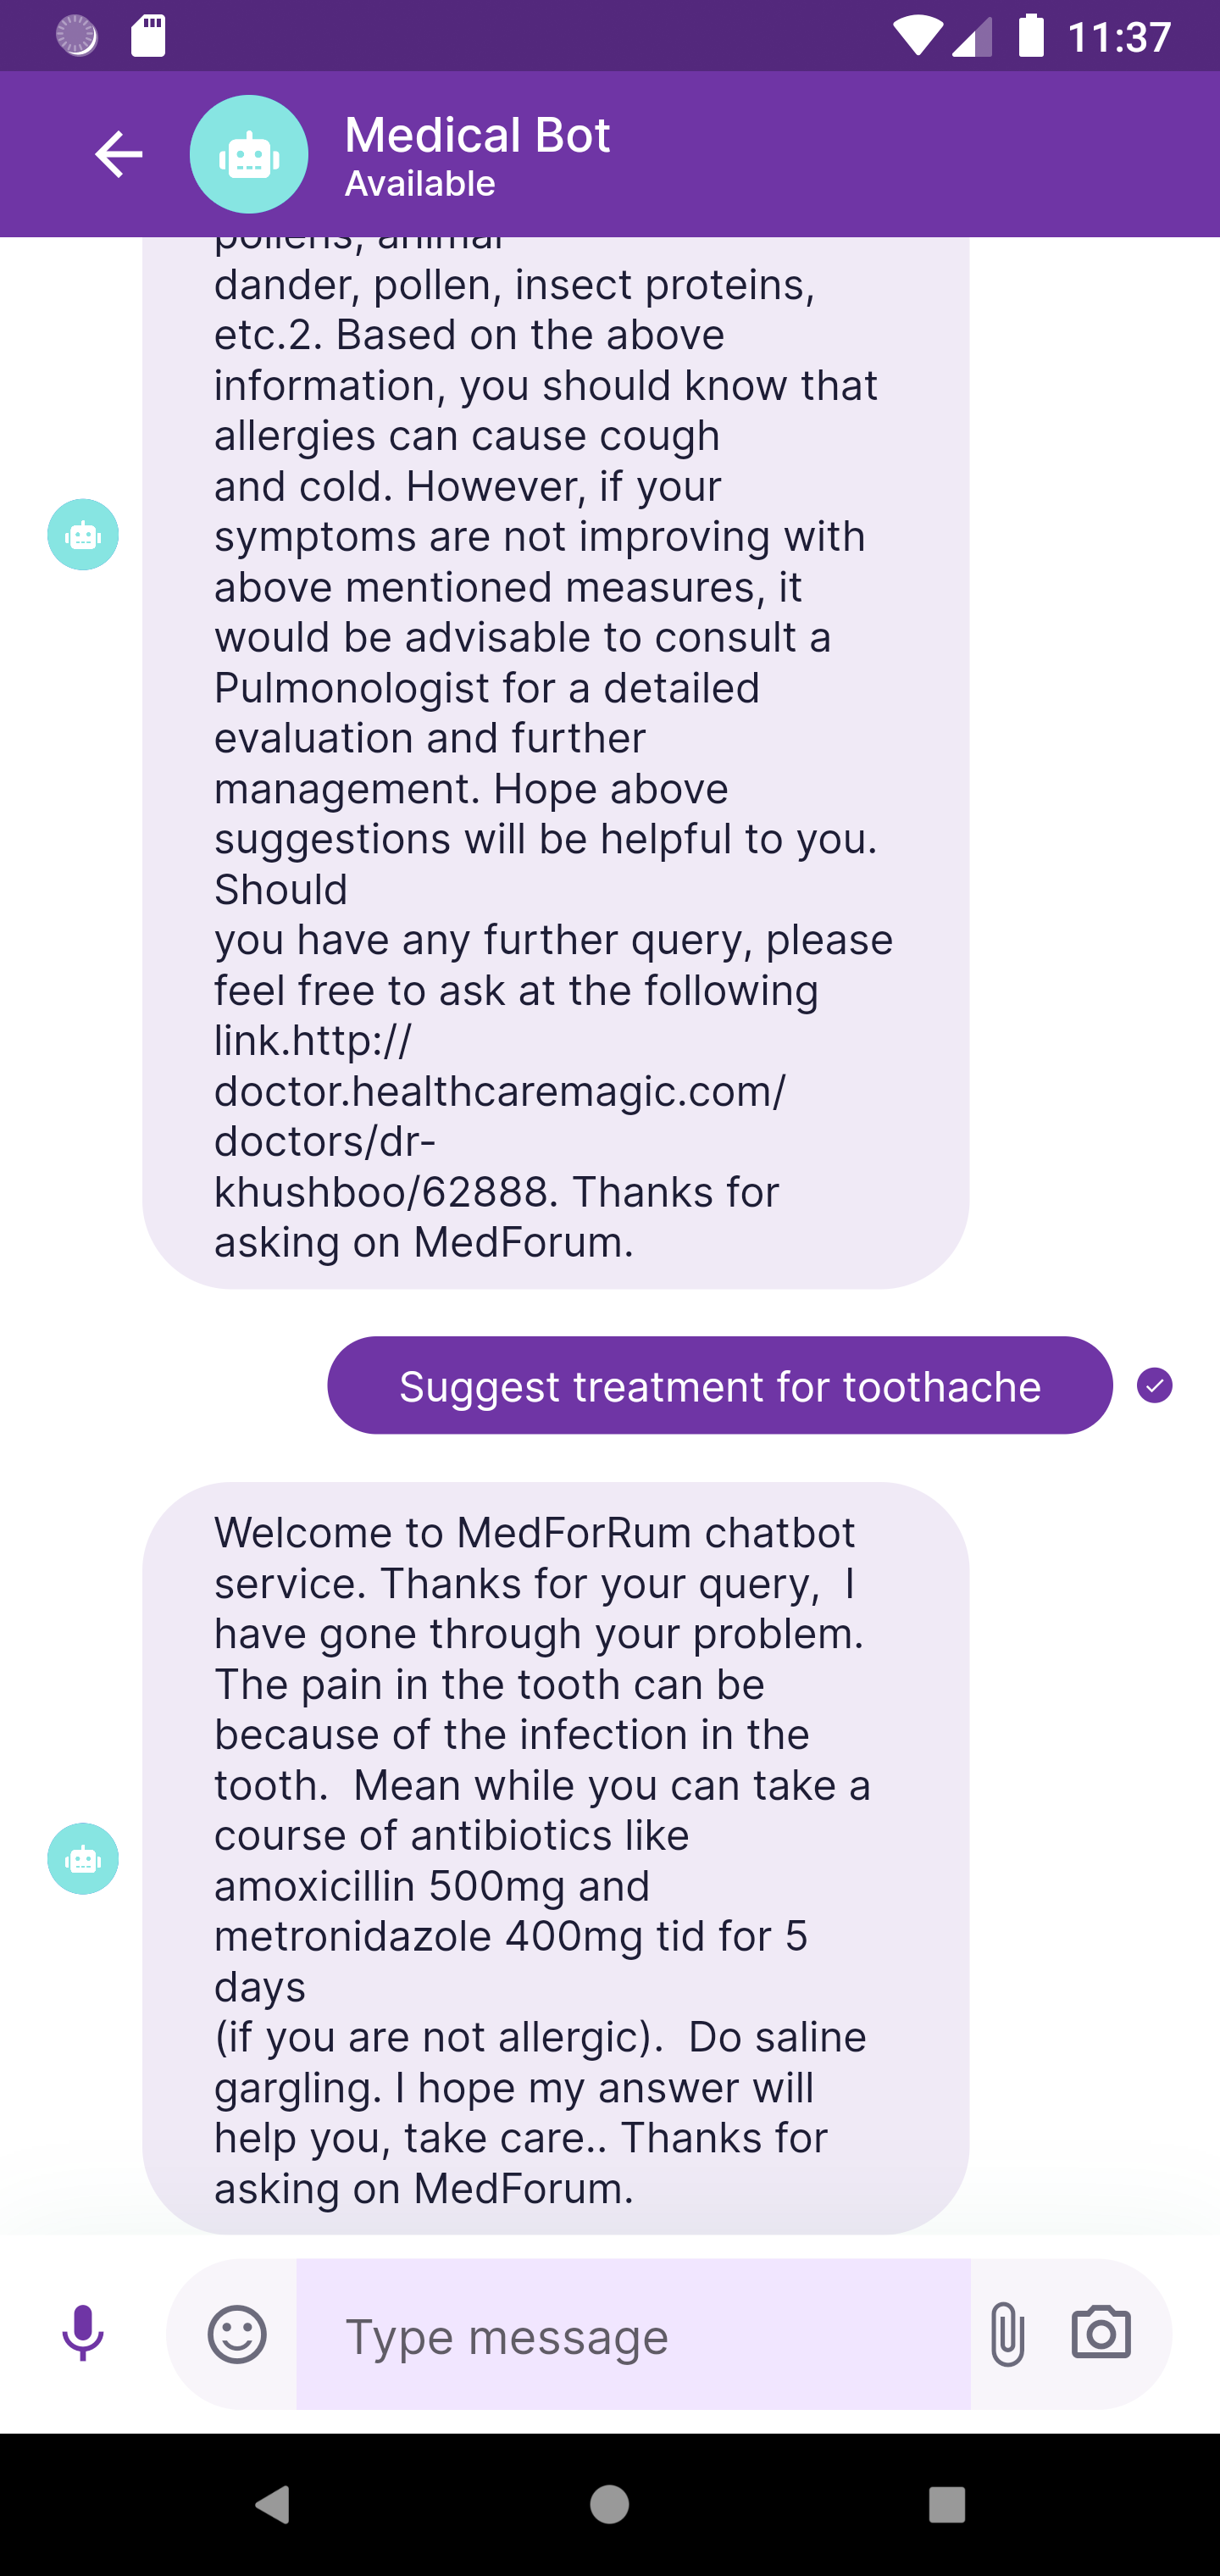 11:37
Medical Bot
Available
pollens, animal
dander, pollen, insect proteins,
etc.2. Based on the above
information, you should know that
allergies can cause cough
and cold. However, if your
symptoms are not improving with
above mentioned measures, it
would be advisable to consult a
Pulmonologist for a detailed
evaluation and further
management. Hope above
suggestions will be helpful to you.
Should
you have any further query, please
feel free to ask at the following
link.http://
doctor.healthcaremagic.com/
doctors/dr-
khushboo/62888. Thanks for
asking on MedForum.
Suggest treatment for toothache
Welcome to MedForRum chatbot
service. Thanks for your query,  I
have gone through your problem.
The pain in the tooth can be
because of the infection in the
tooth.  Mean while you can take a
course of antibiotics like
amoxicillin 500mg and
metronidazole 400mg tid for 5
days
(if you are not allergic).  Do saline
gargling. I hope my answer will
help you, take care.. Thanks for
asking on MedForum.
Type message